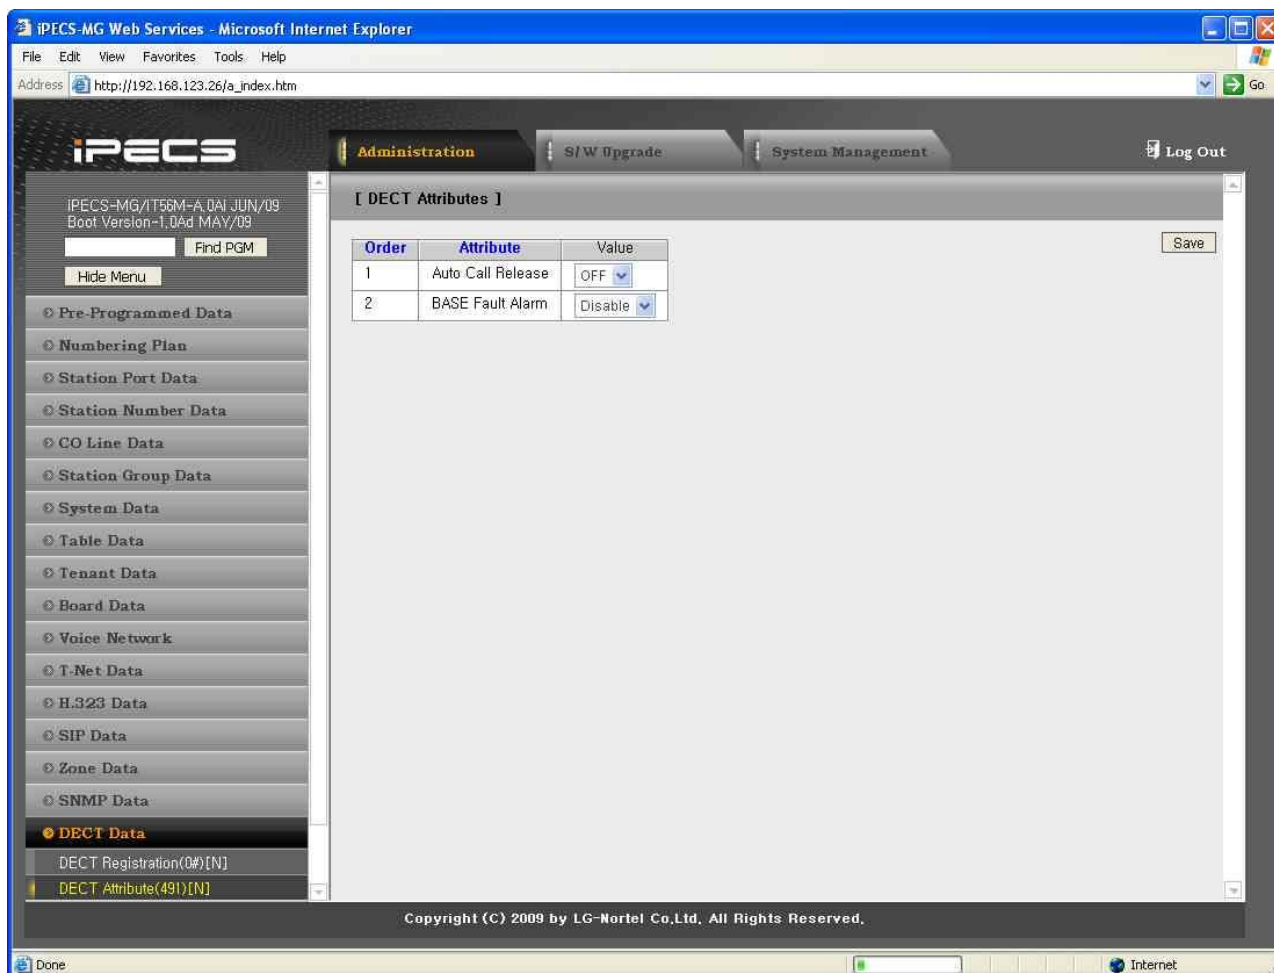 iPECS-MG Web Services - Microsoft Internet Explorer
File Edit View Favorites Tools Help
Address http://192.168.123.26/a_index.htm Go
iPECS
Administration S/W Upgrade System Management Log Out
iPECS-MG/IT56M-A.0Ai JUN/09
Boot Version-1.0Ad MAY/09
Find PGM
Hide Menu
Pre-Programmed Data
Numbering Plan
Station Port Data
Station Number Data
CO Line Data
Station Group Data
System Data
Table Data
Tenant Data
Board Data
Voice Network
T-Net Data
H.323 Data
SIP Data
Zone Data
SNMP Data
DECT Data
DECT Registration(0#)[N]
DECT Attribute(491)[N]
[ DECT Attributes ]
Save
Order Attribute Value
1 Auto Call Release OFF
2 BASE Fault Alarm Disable
Copyright (C) 2009 by LG-Nortel Co.Ltd. All Rights Reserved.
Done Internet